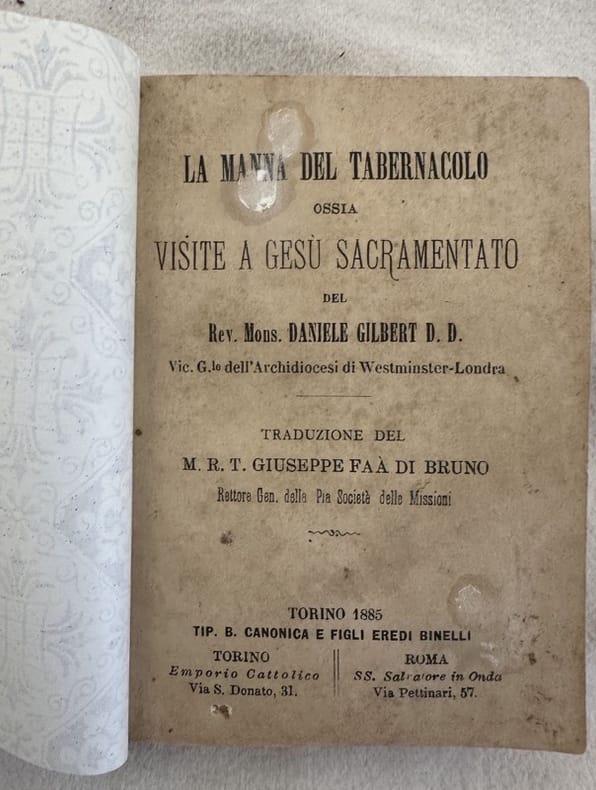 LA MANNA DEL TABERNACOLO
OSSIA
VISITE A GESÙ SACRAMENTATO
DEL
Rev. Mons. DANIELE GILBERT D. D.
Vic. G.lo dell'Archidiocesi di Westminster-Londra
TRADUZIONE DEL
M. R. T. GIUSEPPE FAÀ DI BRUNO
Rettore Gen. della Pia Società delle Missioni
TORINO 1885
TIP. B. CANONICA E FIGLI EREDI BINELLI
TORINO
Emporio Cattolico
Via S. Donato, 31.
ROMA
SS. Salvatore in Onda
Via Pettinari, 57.